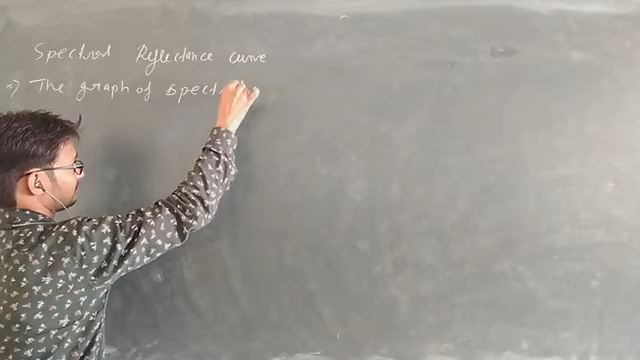 Spectral Reflectance curve
=) The graph of spect